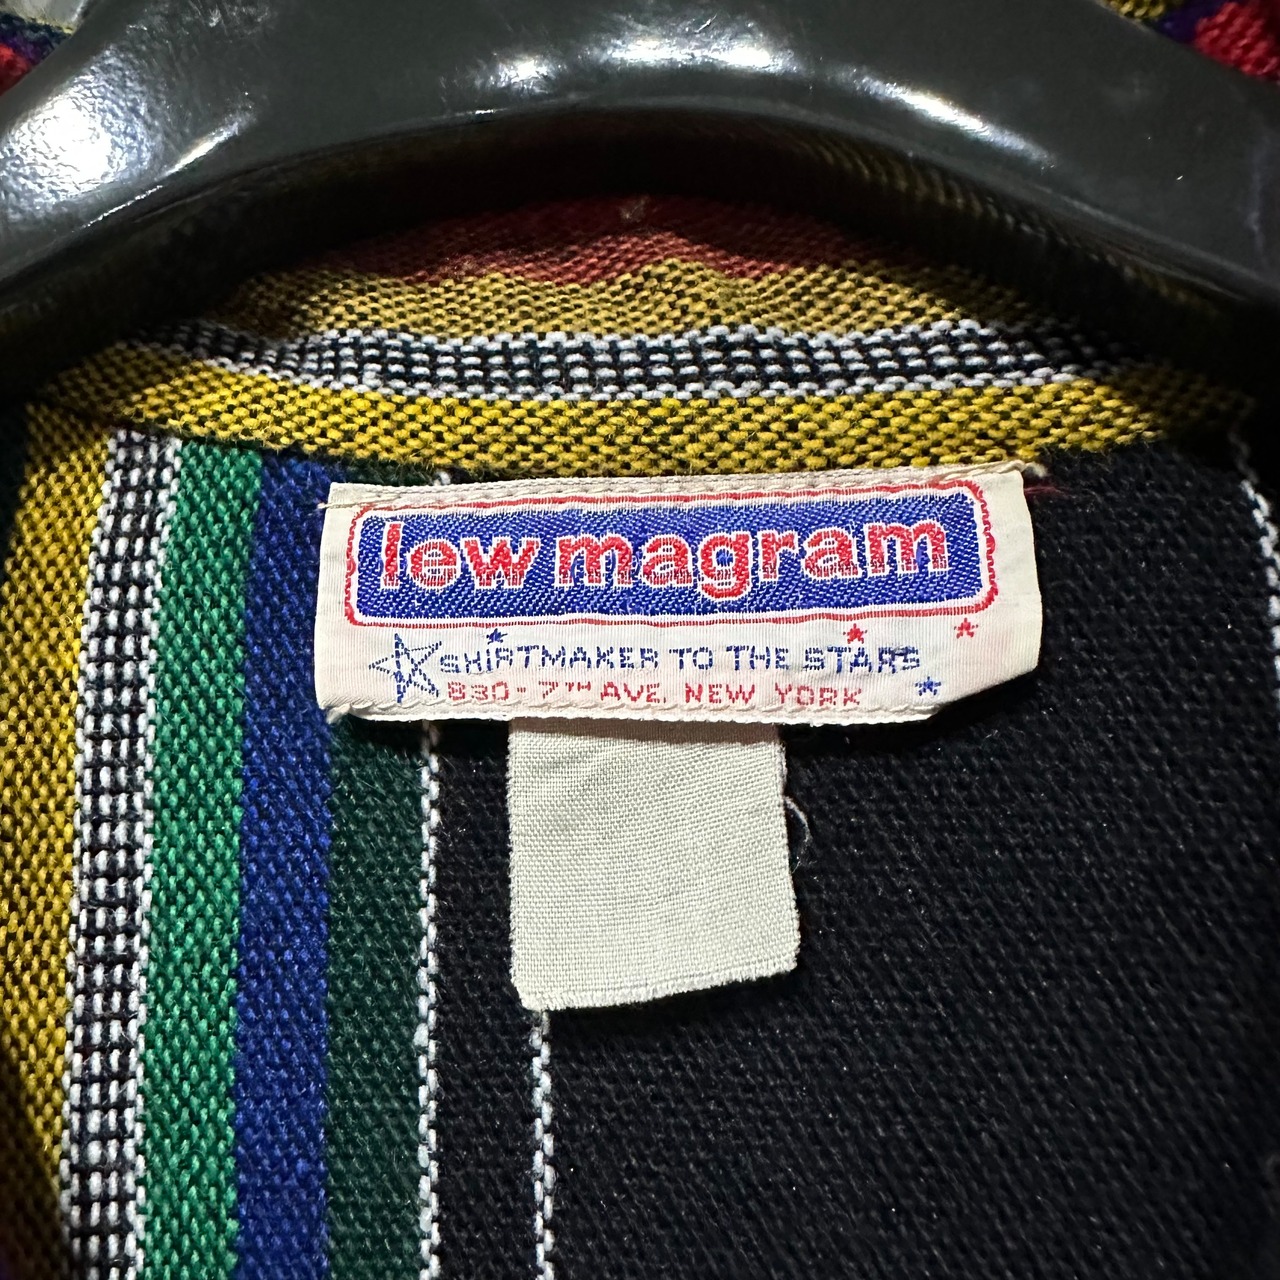 lew magram
SHIRTMAKER TO THE STARS
830 - 7TH AVE. NEW YORK